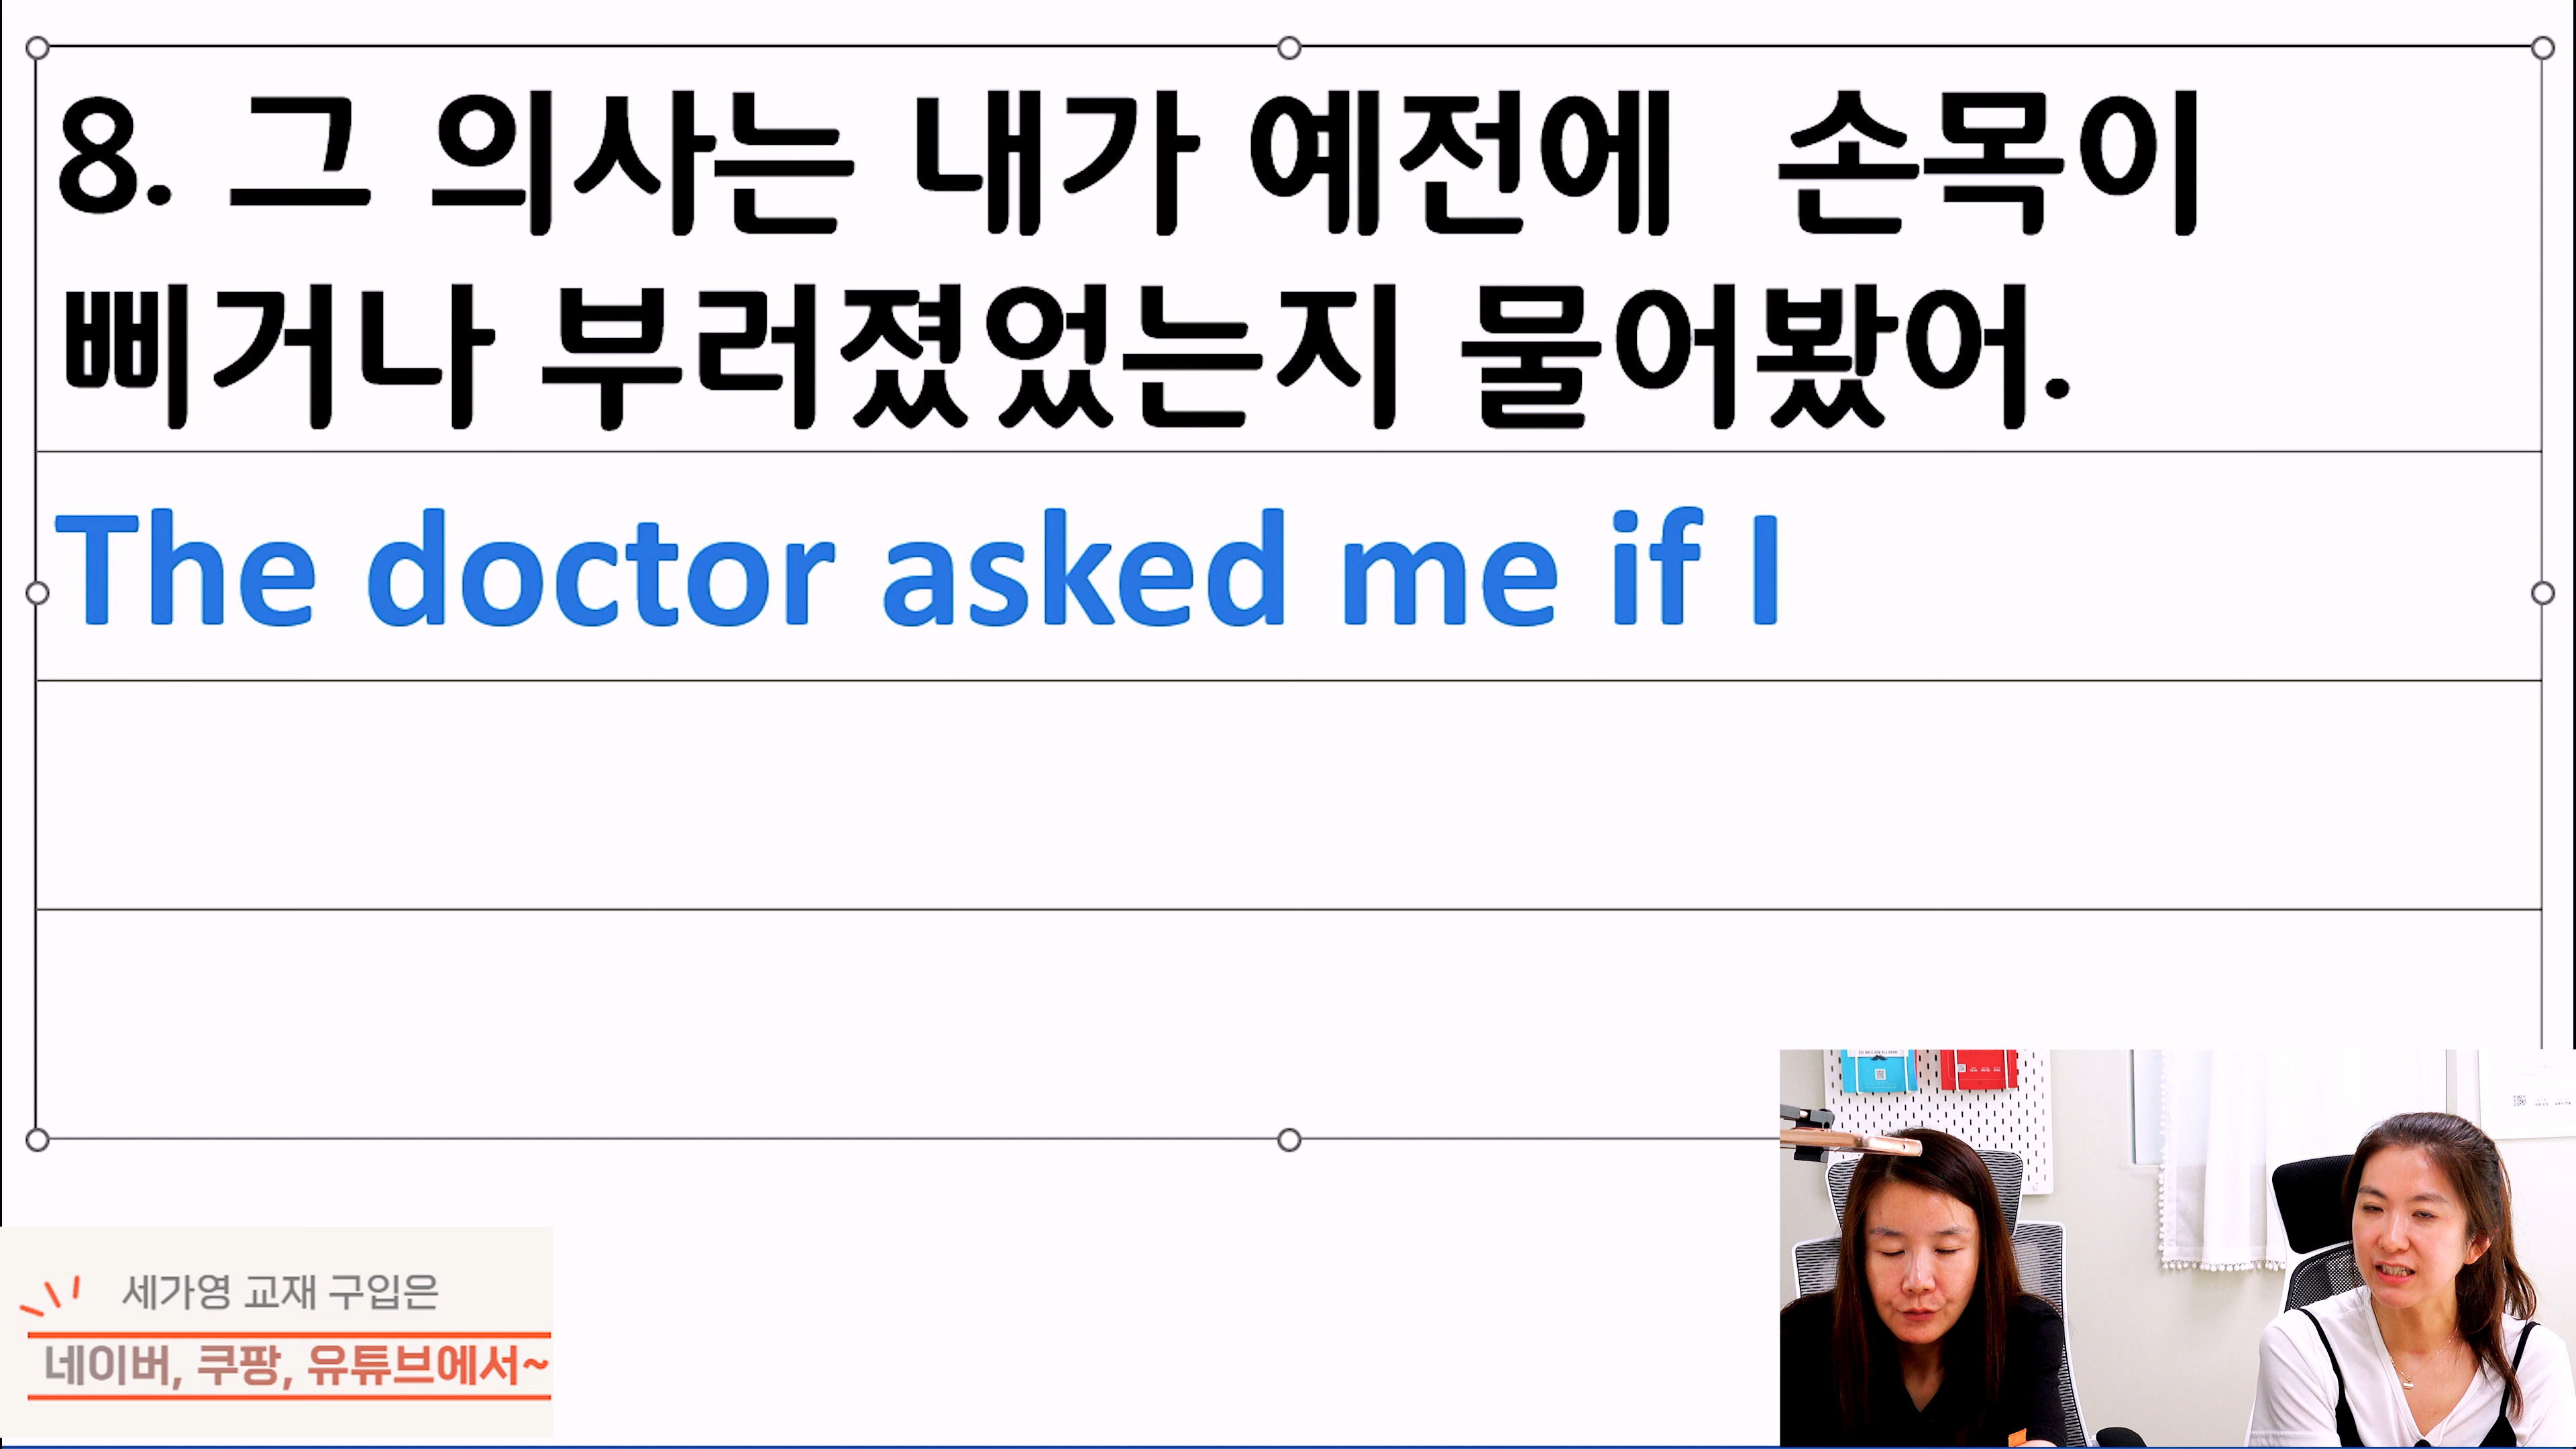 8. 그 의사는 내가 예전에 손목이
삐거나 부러졌었는지 물어봤어.
The doctor asked me if I
세가영 교재 구입은
네이버, 쿠팡, 유튜브에서~